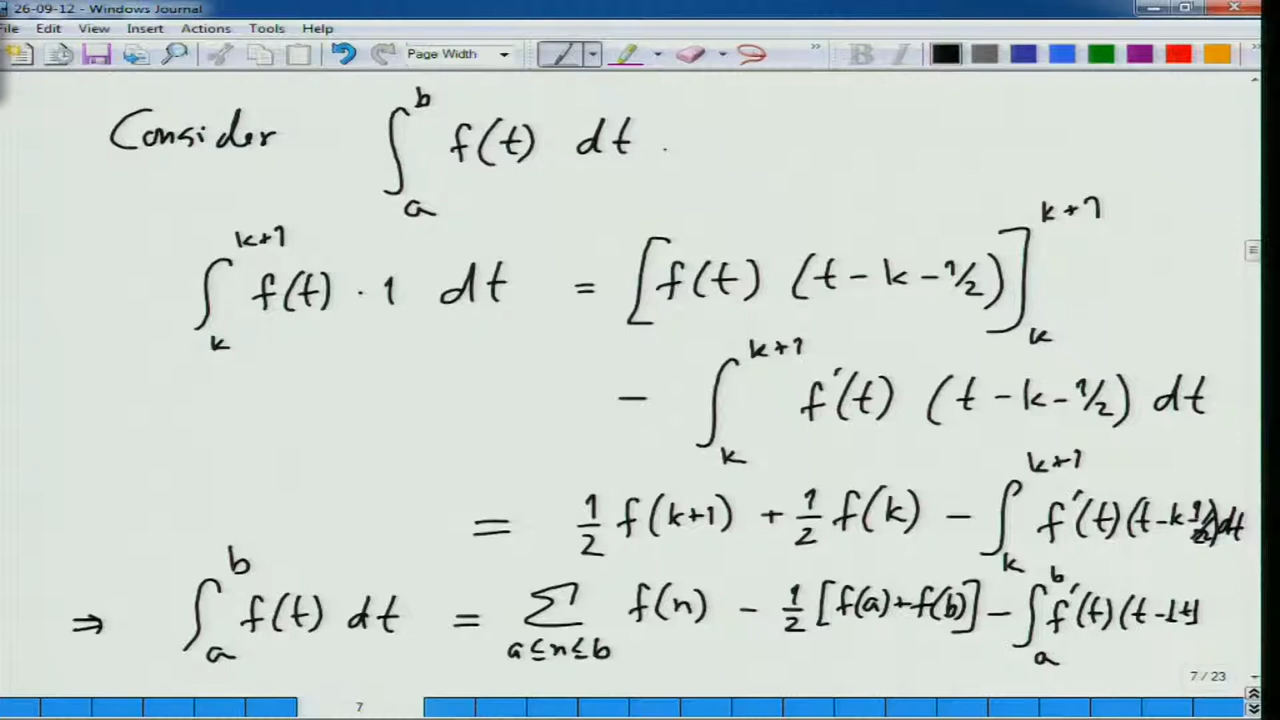 26-09-12 - Windows Journal
File Edit View Insert Actions Tools Help
Page Width
B I
Consider ∫_a^b f(t) dt .
∫_k^{k+1} f(t) · 1 dt = [f(t) (t - k - 1/2)]_k^{k+1}
- ∫_k^{k+1} f'(t) (t - k - 1/2) dt
= 1/2 f(k+1) + 1/2 f(k) - ∫_k^{k+1} f'(t)(t-k-1/2)dt
⇒ ∫_a^b f(t) dt = Σ_{a≤n≤b} f(n) - 1/2 [f(a)+f(b)] - ∫_a^b f'(t)(t-[t]
7 / 23
7